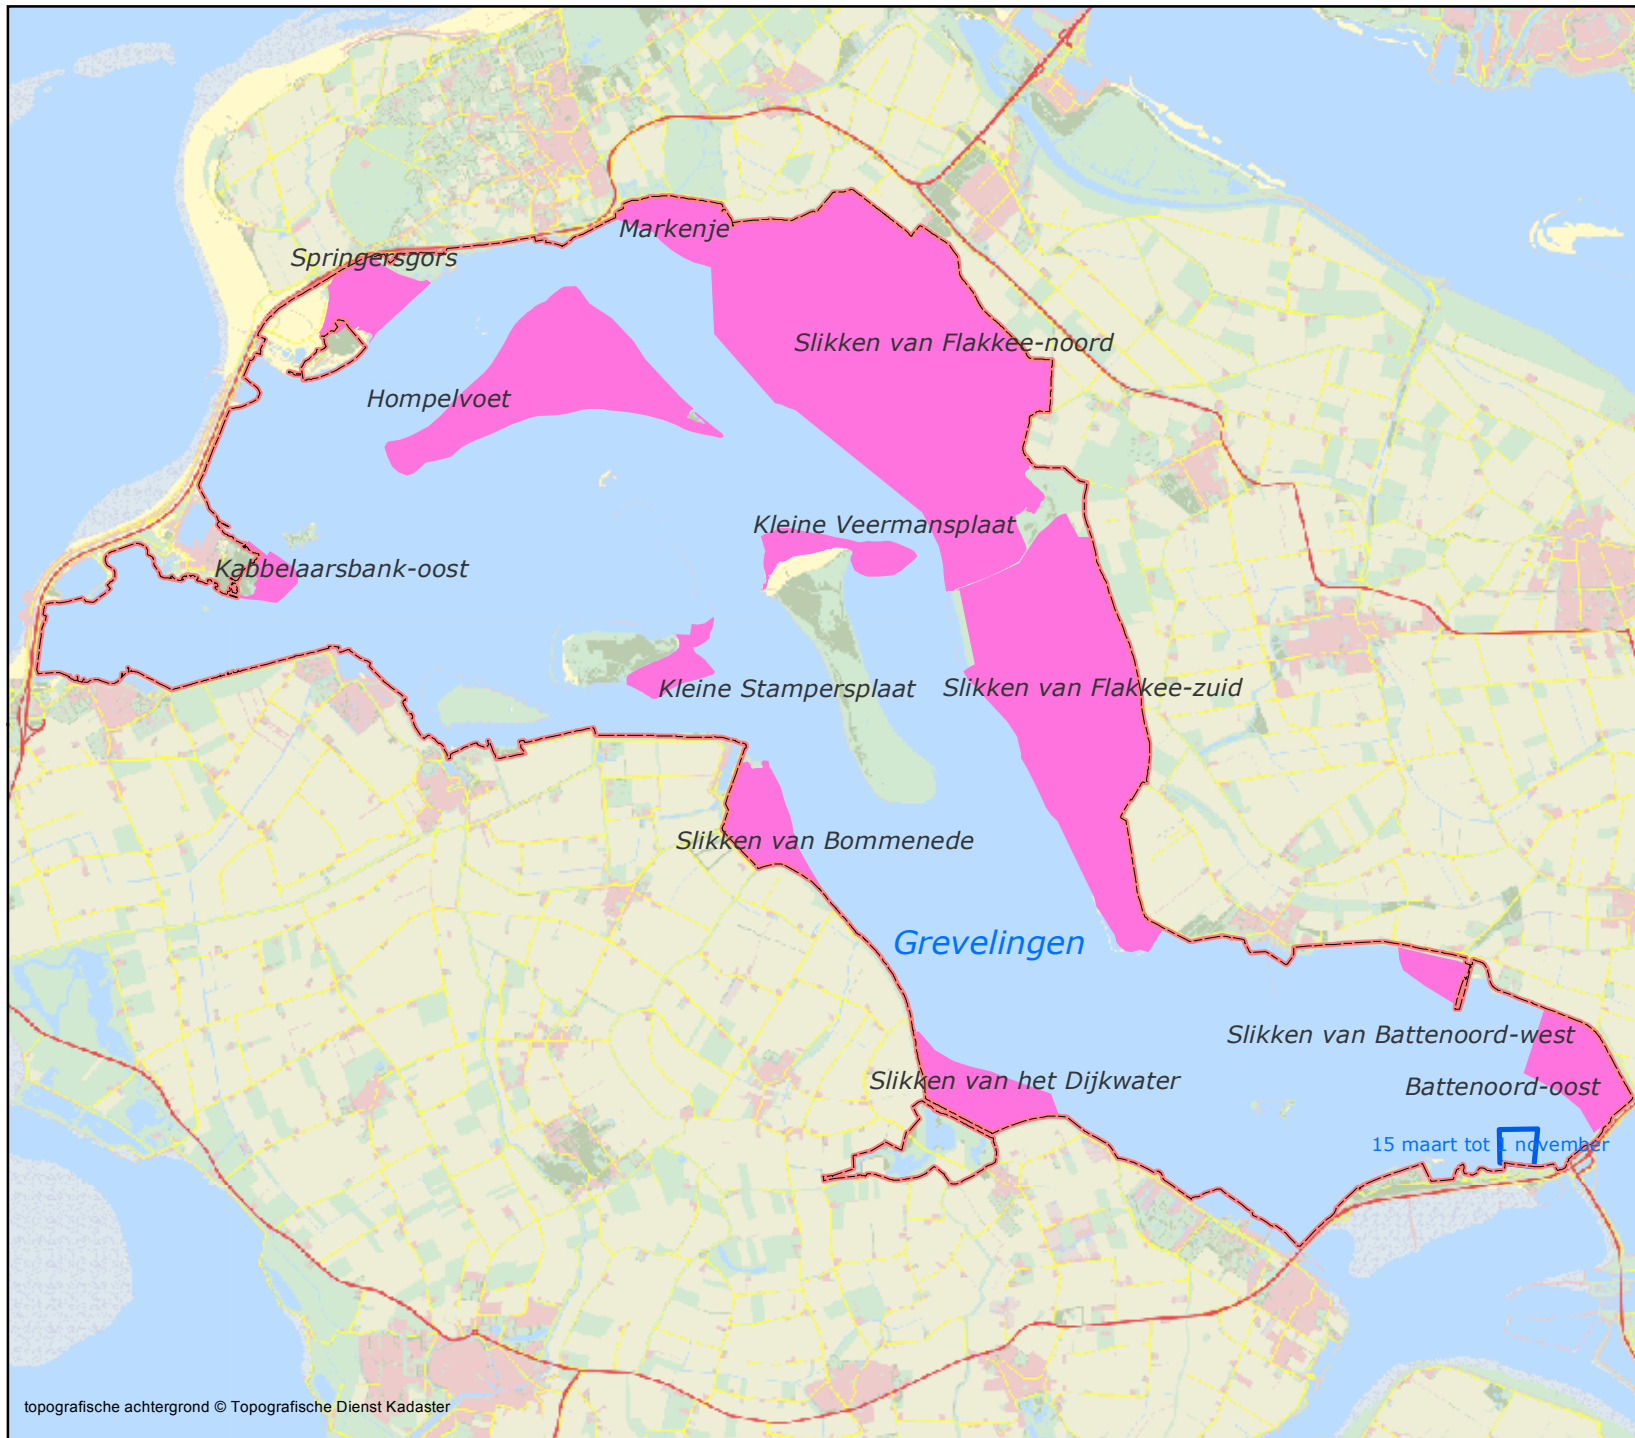 Markenje
Springersgors
Slikken van Flakkee-noord
Hompelvoet
Kleine Veermansplaat
Kabbelaarsbank-oost
Kleine Stampersplaat
Slikken van Flakkee-zuid
Slikken van Bommenede
Grevelingen
Slikken van Battenoord-west
Slikken van het Dijkwater
Battenoord-oost
15 maart tot 1 november
topografische achtergrond © Topografische Dienst Kadaster